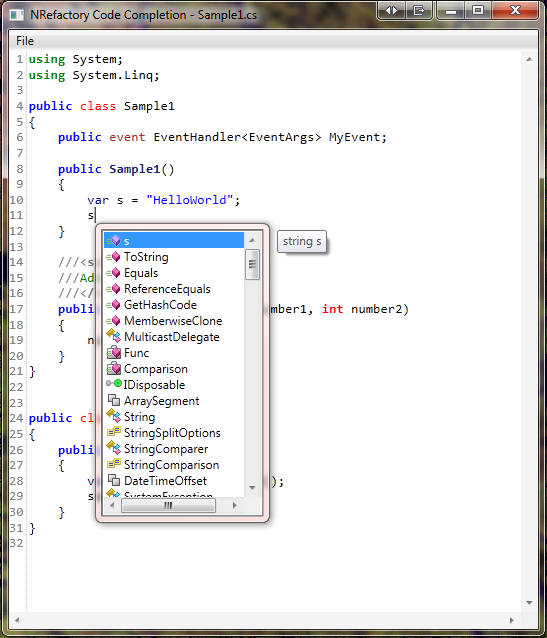 NRefactory Code Completion - Sample1.cs
File
1 using System;
2 using System.Linq;
3
4 public class Sample1
5 {
6     public event EventHandler<EventArgs> MyEvent;
7
8     public Sample1()
9     {
10         var s = "HelloWorld";
11         s
12     }
13
14     ///<s
15     ///Ad
16     ///</
17     publi mber1, int number2)
18     {
19         n
20     }
21 }
22
23
24 public cl
25 {
26     publi
27     {
28         v );
29         s
30     }
31 }
32
s
string s
ToString
Equals
ReferenceEquals
GetHashCode
MemberwiseClone
MulticastDelegate
Func
Comparison
IDisposable
ArraySegment
String
StringSplitOptions
StringComparer
StringComparison
DateTimeOffset
SystemException